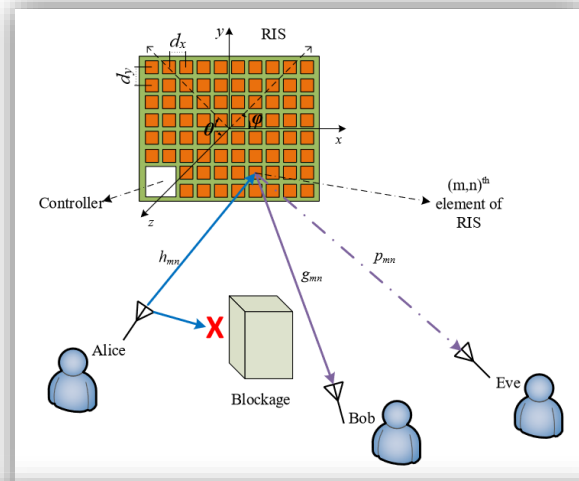 y
RIS
dx
dy
θ
φ
x
z
Controller
(m,n)th
element of
RIS
hmn
gmn
pmn
X
Alice
Blockage
Bob
Eve